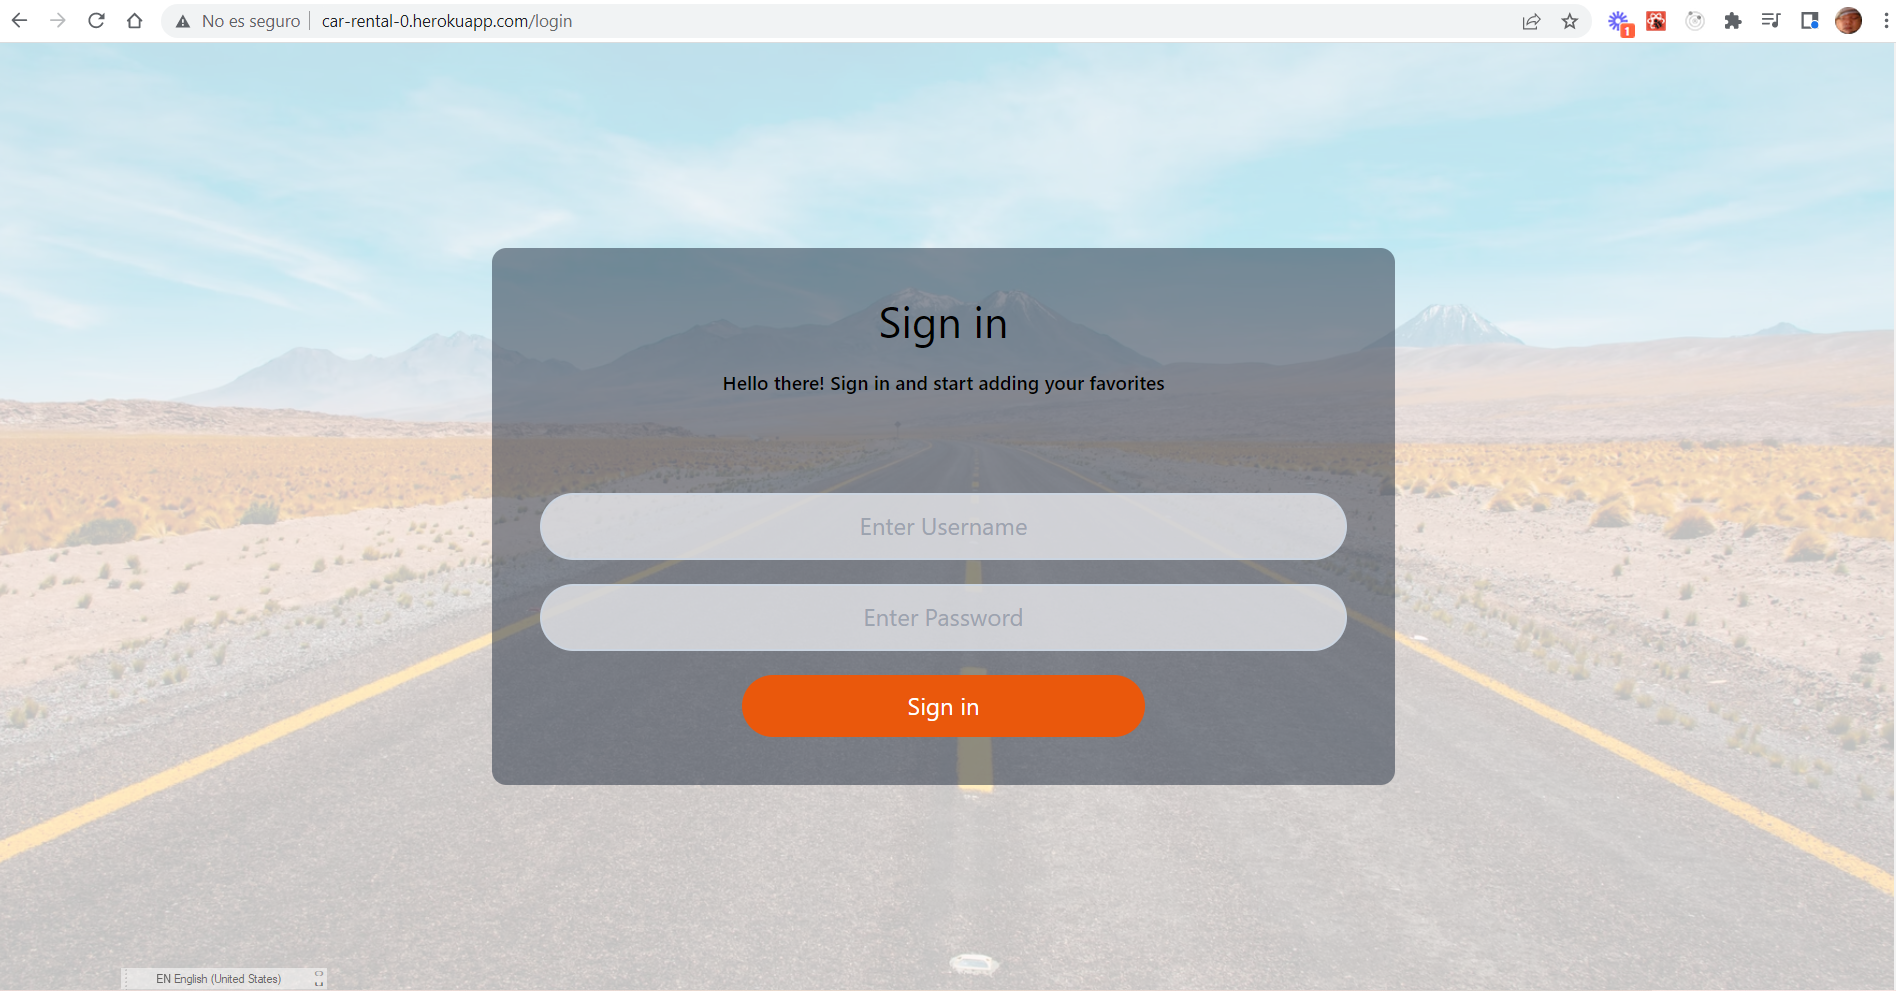 No es seguro car-rental-0.herokuapp.com/login
1
Sign in
Hello there! Sign in and start adding your favorites
Enter Username
Enter Password
Sign in
EN English (United States)